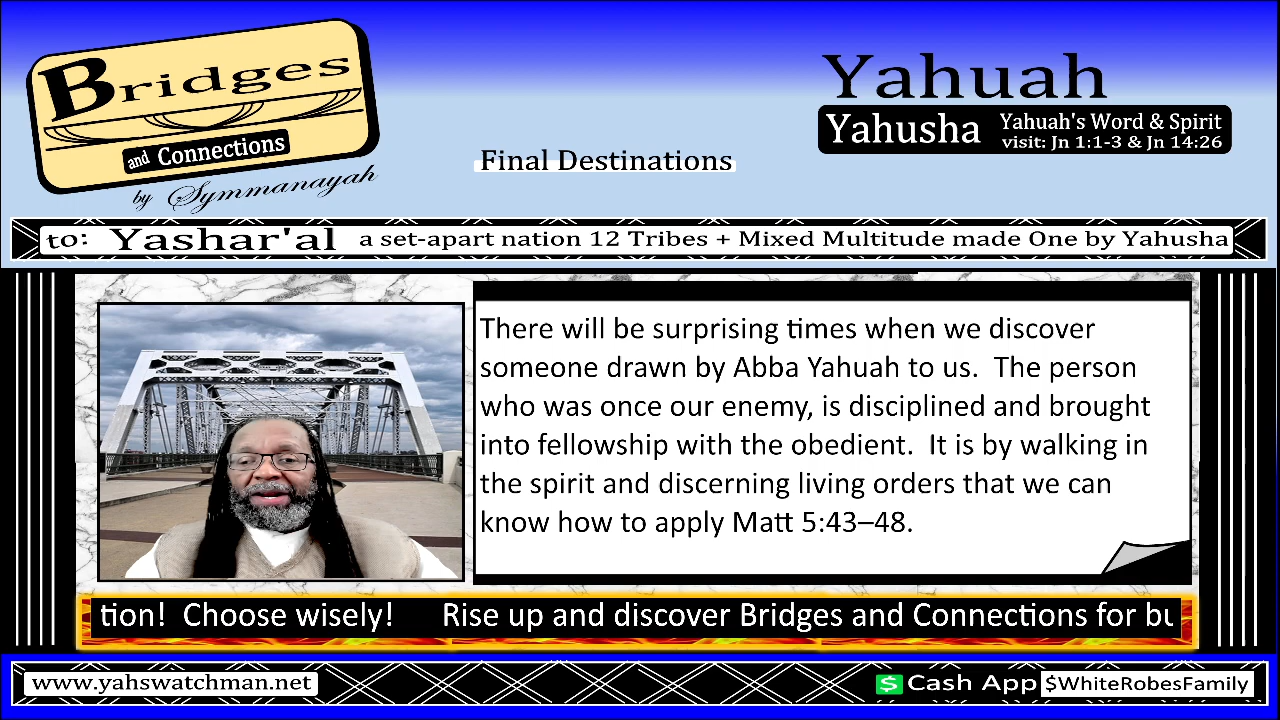 Bridges
and Connections
by Symmanayah
Yahuah
Yahusha
Yahuah's Word & Spirit
visit: Jn 1:1-3 & Jn 14:26
Final Destinations
to: Yashar'al a set-apart nation 12 Tribes + Mixed Multitude made One by Yahusha
There will be surprising times when we discover
someone drawn by Abba Yahuah to us. The person
who was once our enemy, is disciplined and brought
into fellowship with the obedient. It is by walking in
the spirit and discerning living orders that we can
know how to apply Matt 5:43–48.
tion! Choose wisely! Rise up and discover Bridges and Connections for bu
www.yahswatchman.net
$ Cash App $WhiteRobesFamily